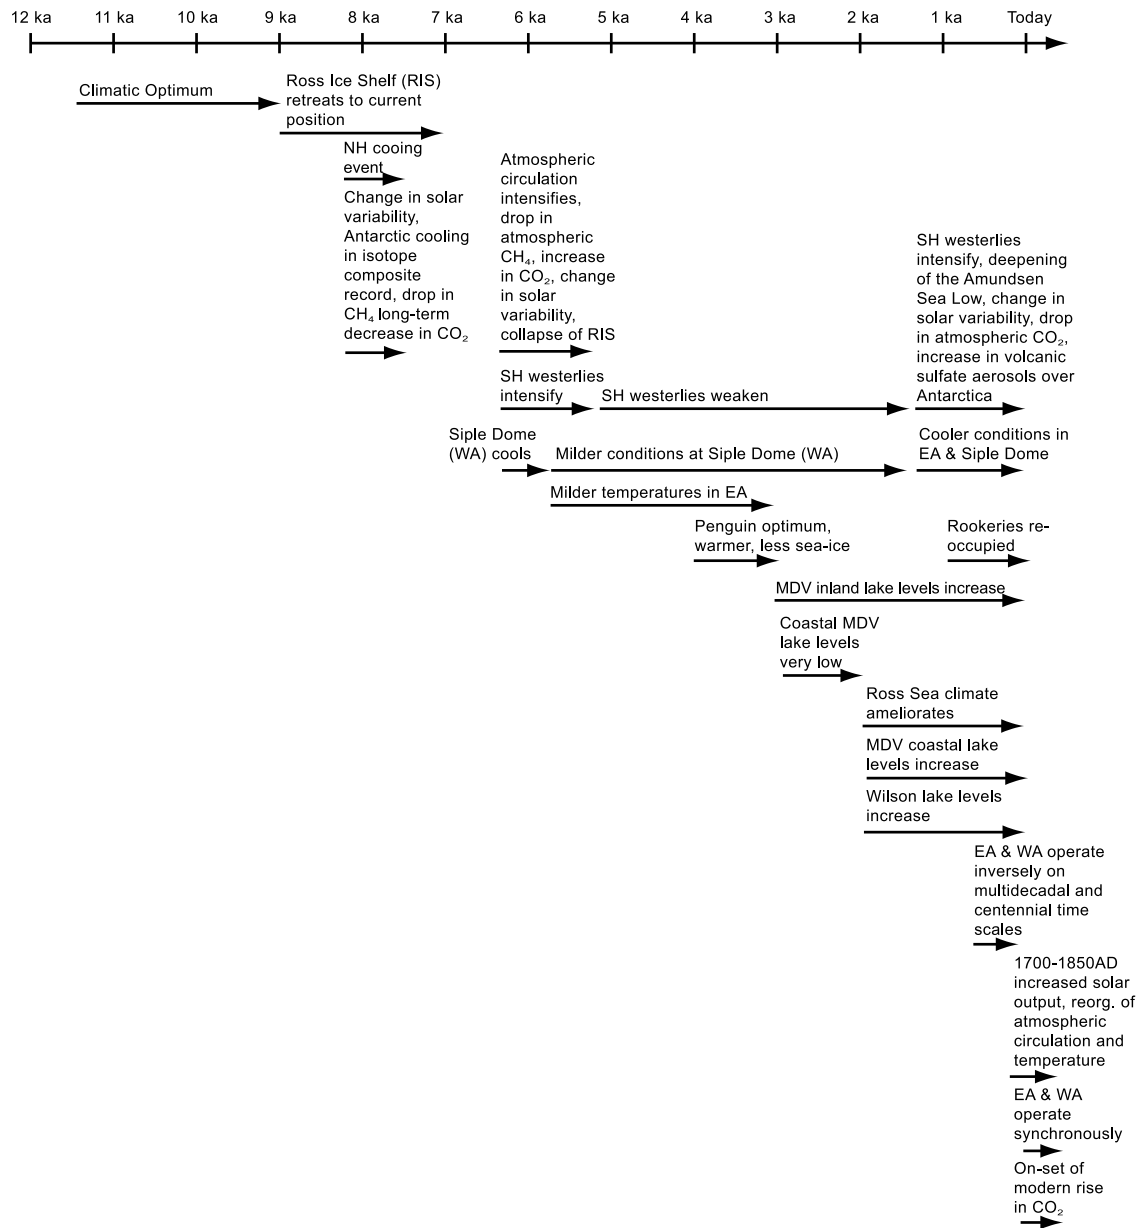 12 ka 11 ka 10 ka 9 ka 8 ka 7 ka 6 ka 5 ka 4 ka 3 ka 2 ka 1 ka Today
Climatic Optimum
Ross Ice Shelf (RIS)
retreats to current
position
NH cooing
event
Change in solar
variability,
Antarctic cooling
in isotope
composite
record, drop in
CH₄ long-term
decrease in CO₂
Atmospheric
circulation
intensifies,
drop in
atmospheric
CH₄, increase
in CO₂, change
in solar
variability,
collapse of RIS
SH westerlies
intensify, deepening
of the Amundsen
Sea Low, change in
solar variability, drop
in atmospheric CO₂,
increase in volcanic
sulfate aerosols over
Antarctica
SH westerlies
intensify
SH westerlies weaken
Siple Dome
(WA) cools
Milder conditions at Siple Dome (WA)
Cooler conditions in
EA & Siple Dome
Milder temperatures in EA
Penguin optimum,
warmer, less sea-ice
Rookeries re-
occupied
MDV inland lake levels increase
Coastal MDV
lake levels
very low
Ross Sea climate
ameliorates
MDV coastal lake
levels increase
Wilson lake levels
increase
EA & WA operate
inversely on
multidecadal and
centennial time
scales
1700-1850AD
increased solar
output, reorg. of
atmospheric
circulation and
temperature
EA & WA
operate
synchronously
On-set of
modern rise
in CO₂